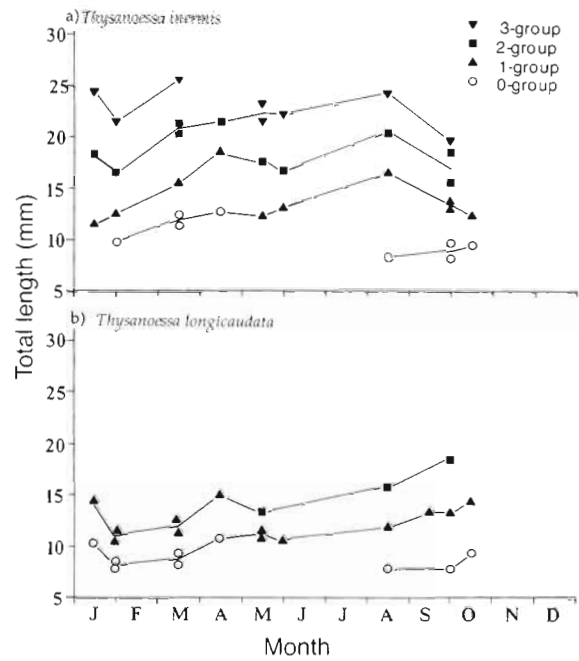 a) Thysanoessa inermis
3-group
2-group
1-group
0-group
30
25
20
15
10
5
b) Thysanoessa longicaudata
30
25
20
15
10
5
Total length (mm)
J F M A M J J A S O N D
Month